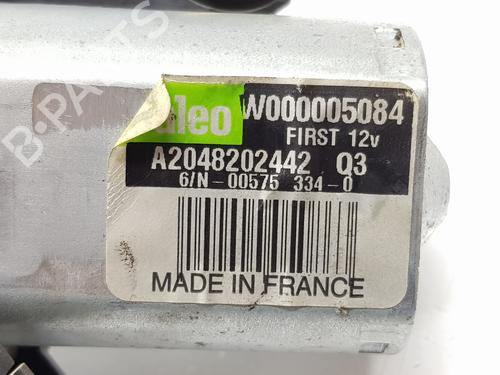 B-PARTS
aleo W000005084
FIRST 12v
A2048202442 Q3
6/N-00575 334-0
MADE IN FRANCE